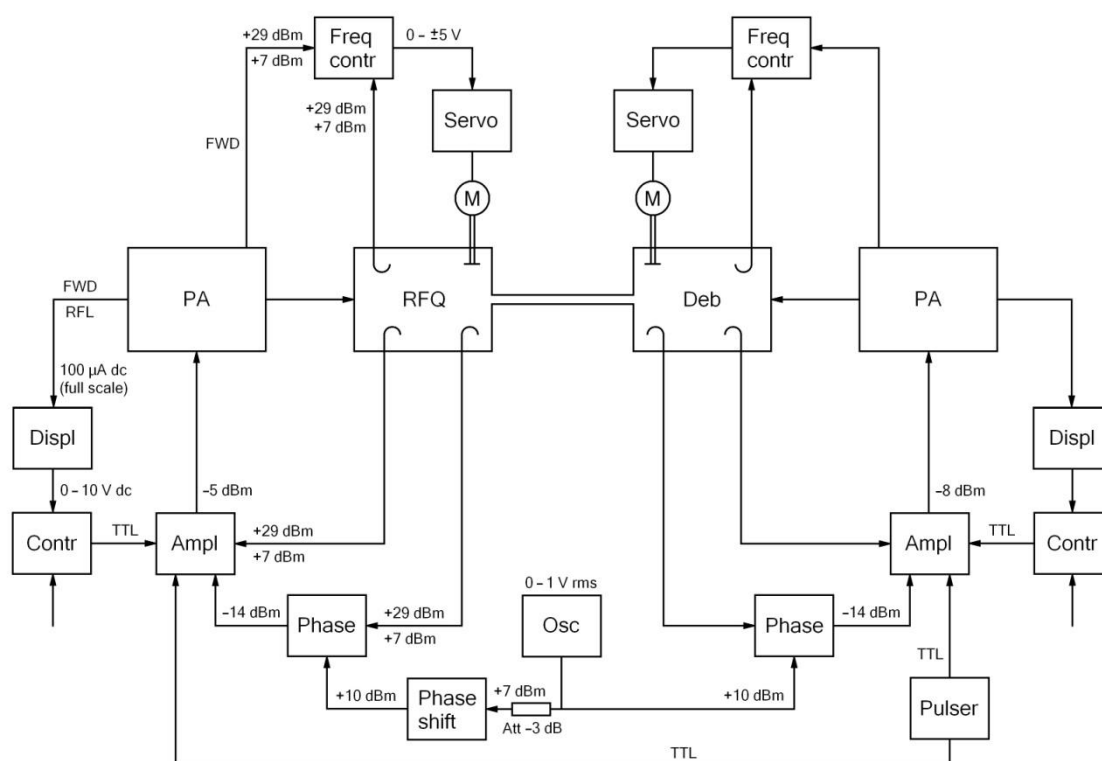 +29 dBm
+7 dBm
Freq
contr
0 – ±5 V
Freq
contr
+29 dBm
+7 dBm
Servo
Servo
FWD
M
M
FWD
RFL
PA
RFQ
Deb
PA
100 µA dc
(full scale)
Displ
Displ
0 – 10 V dc
–5 dBm
–8 dBm
Contr
TTL
Ampl
+29 dBm
+7 dBm
Ampl
TTL
Contr
0 – 1 V rms
–14 dBm
Phase
+29 dBm
+7 dBm
Osc
Phase
–14 dBm
TTL
+10 dBm
Phase
shift
+7 dBm
Att –3 dB
+10 dBm
Pulser
TTL